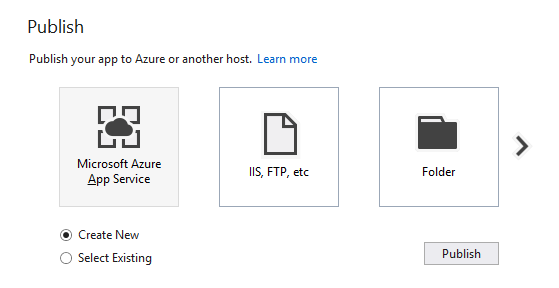 Publish
Publish your app to Azure or another host. Learn more
Microsoft Azure
App Service
IIS, FTP, etc
Folder
Create New
Select Existing
Publish